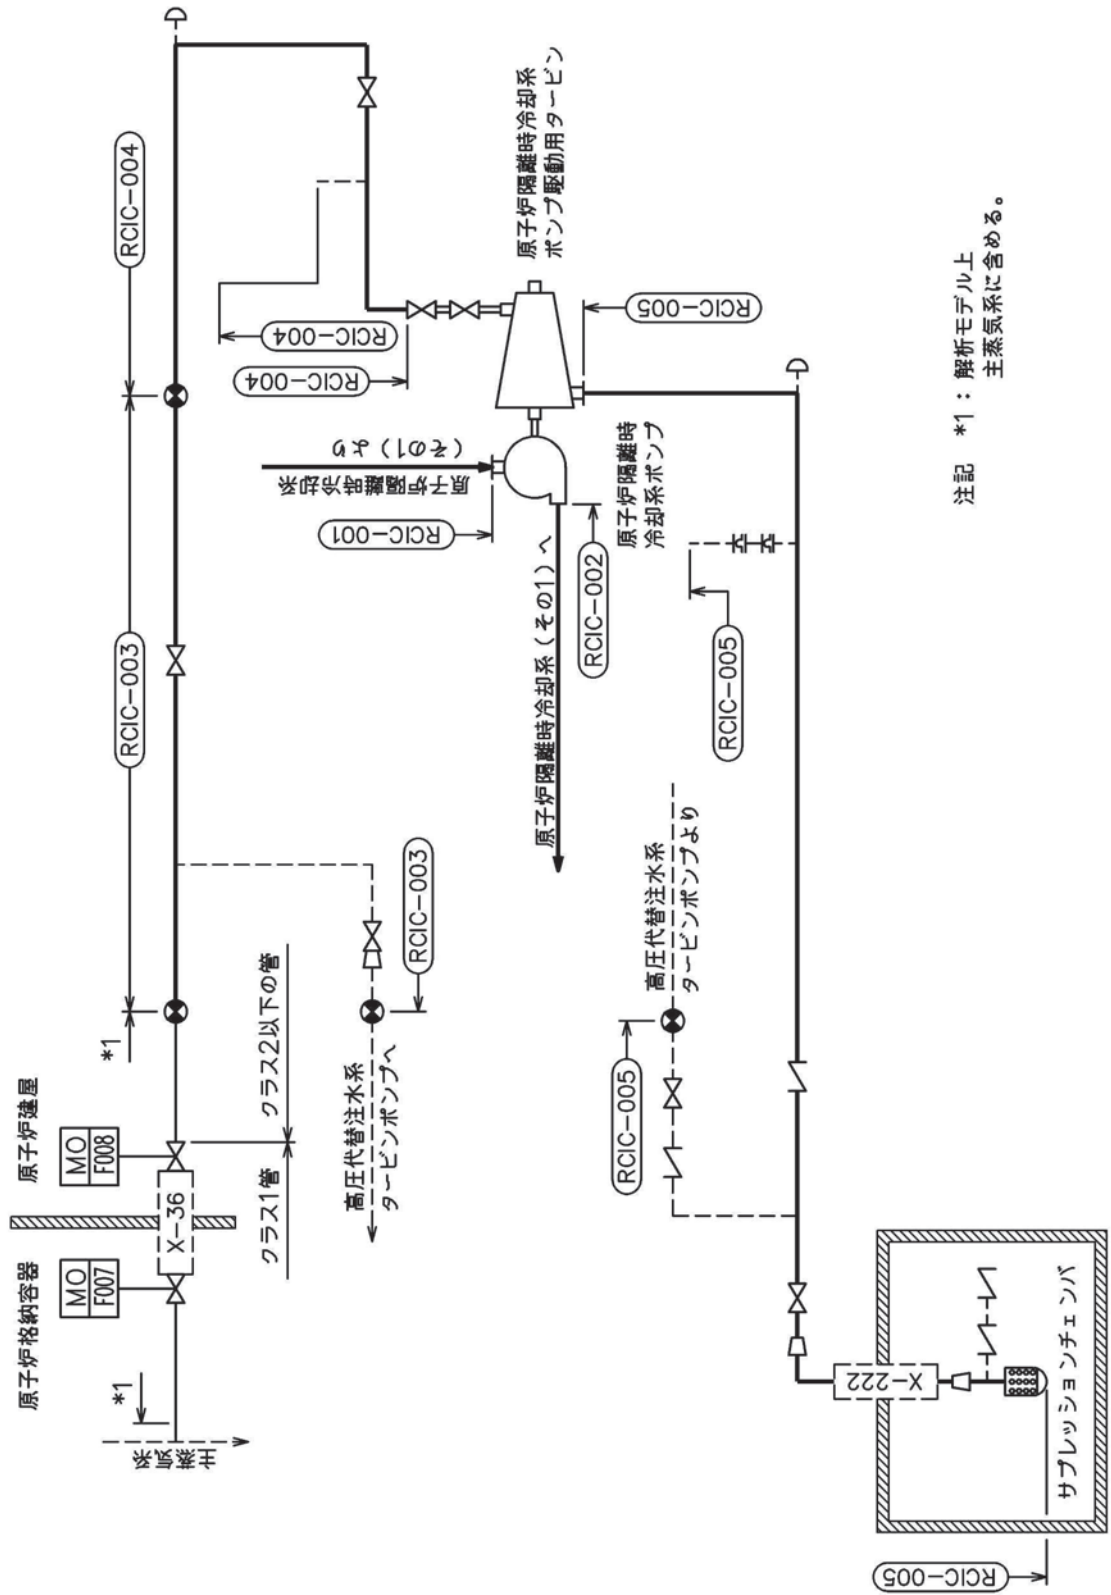 原子炉格納容器
原子炉建屋
MO
F007
MO
F008
X-36
*1
*1
主蒸気系
クラス1管
クラス2以下の管
RCIC-003
RCIC-004
高圧代替注水系
タービンポンプへ
RCIC-003
RCIC-004
RCIC-004
原子炉隔離時冷却系
ポンプ駆動用タービン
原子炉隔離時冷却系
(その1)より
RCIC-001
RCIC-005
原子炉隔離時
冷却系ポンプ
原子炉隔離時冷却系(その1)へ
RCIC-002
RCIC-005
高圧代替注水系
タービンポンプより
RCIC-005
X-222
サプレッションチェンバ
RCIC-005
注記 *1：解析モデル上
主蒸気系に含める。